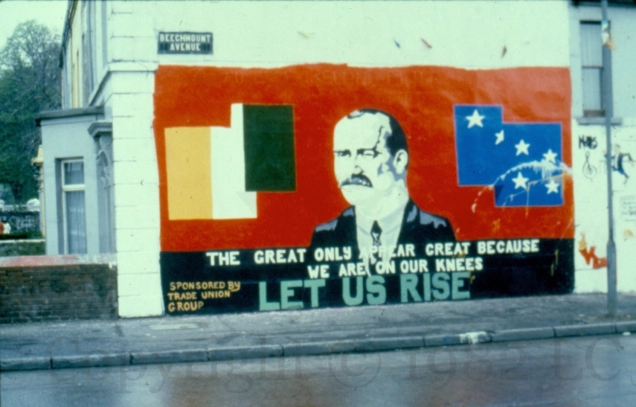 BEECHMOUNT
AVENUE
THE GREAT ONLY APPEAR GREAT BECAUSE
WE ARE ON OUR KNEES
LET US RISE
SPONSORED BY
TRADE UNION
GROUP